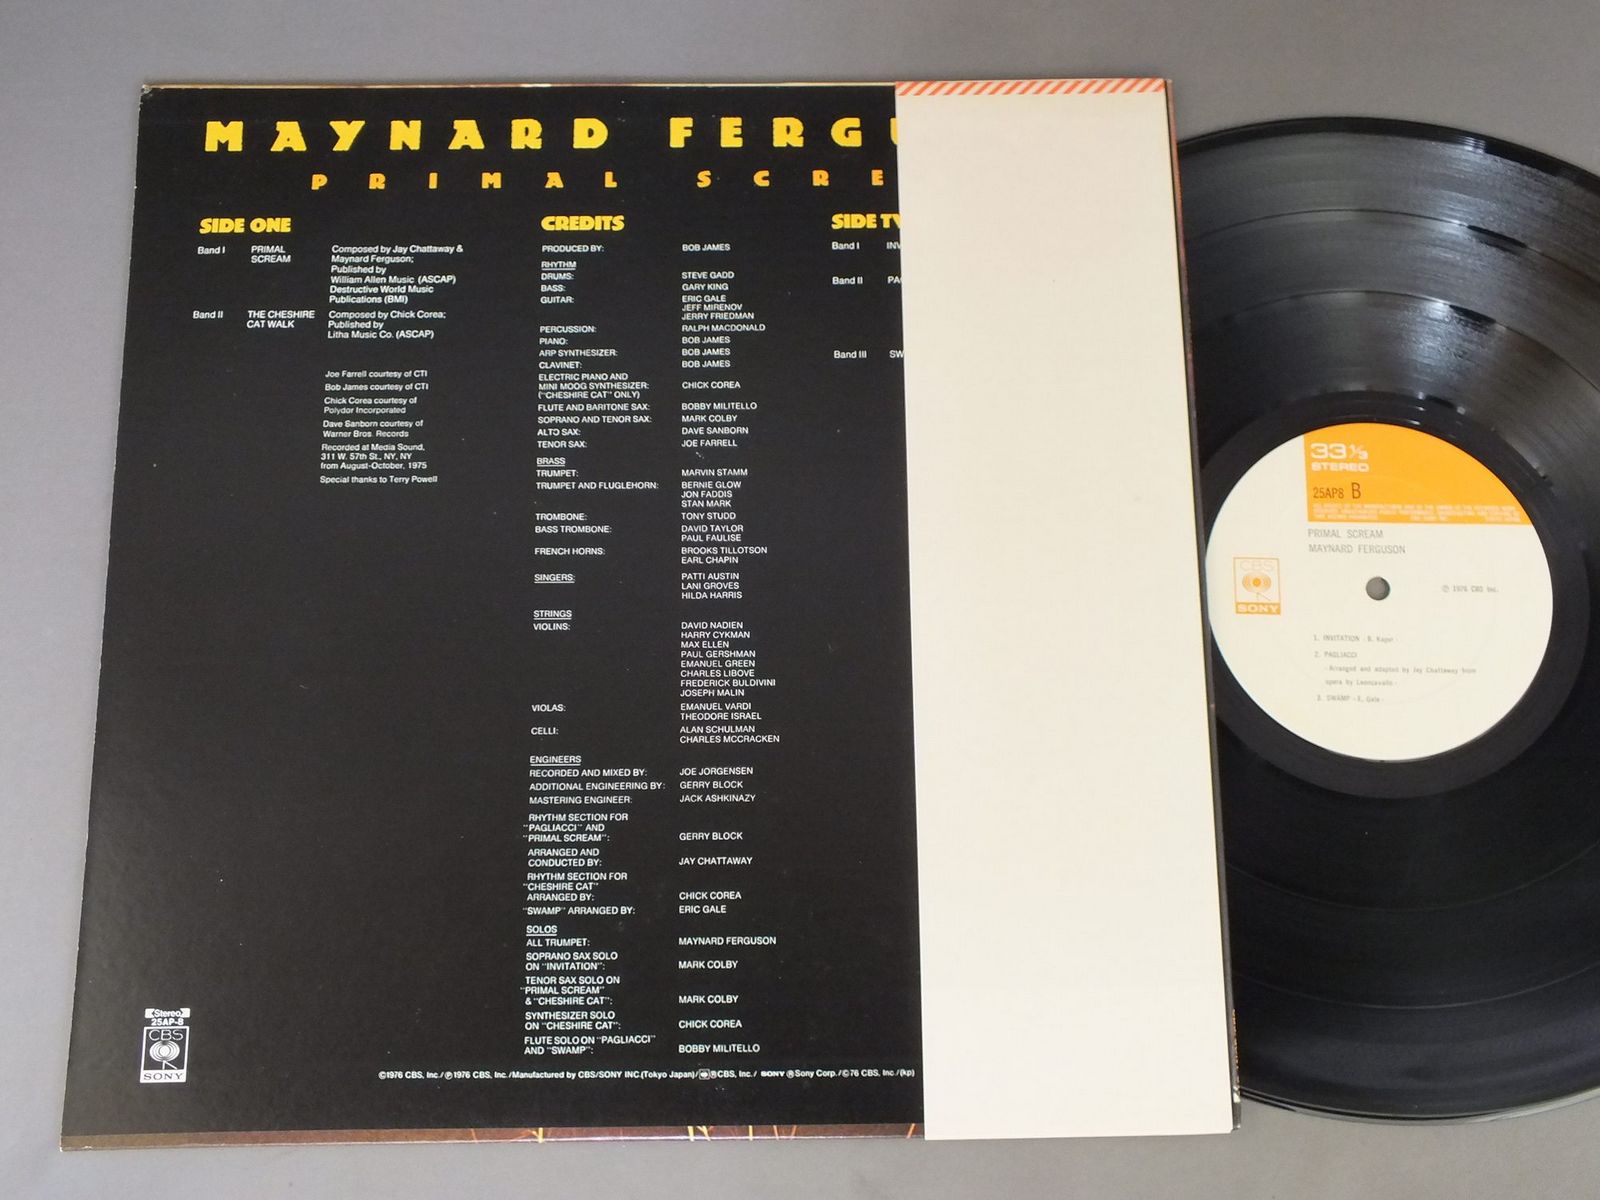 MAYNARD FERGU
PRIMAL SCRE
SIDE ONE
Band I PRIMAL SCREAM
Composed by Jay Chattaway &
Maynard Ferguson;
Published by
William Allen Music (ASCAP)
Destructive World Music
Publications (BMI)
Band II THE CHESHIRE CAT WALK
Composed by Chick Corea;
Published by
Litha Music Co. (ASCAP)
Joe Farrell courtesy of CTI
Bob James courtesy of CTI
Chick Corea courtesy of
Polydor Incorporated
Dave Sanborn courtesy of
Warner Bros. Records
Recorded at Media Sound,
311 W. 57th St., NY, NY
from August-October, 1975
Special thanks to Terry Powell
CREDITS
PRODUCED BY: BOB JAMES
RHYTHM
DRUMS: STEVE GADD
BASS: GARY KING
GUITAR: ERIC GALE
JEFF MIRENOV
JERRY FRIEDMAN
PERCUSSION: RALPH MACDONALD
PIANO: BOB JAMES
ARP SYNTHESIZER: BOB JAMES
CLAVINET: BOB JAMES
ELECTRIC PIANO AND
MINI MOOG SYNTHESIZER: CHICK COREA
("CHESHIRE CAT" ONLY)
FLUTE AND BARITONE SAX: BOBBY MILITELLO
SOPRANO AND TENOR SAX: MARK COLBY
ALTO SAX: DAVE SANBORN
TENOR SAX: JOE FARRELL
BRASS
TRUMPET: MARVIN STAMM
TRUMPET AND FLUGLEHORN: BERNIE GLOW
JON FADDIS
STAN MARK
TROMBONE: TONY STUDD
BASS TROMBONE: DAVID TAYLOR
PAUL FAULISE
FRENCH HORNS: BROOKS TILLOTSON
EARL CHAPIN
SINGERS: PATTI AUSTIN
LANI GROVES
HILDA HARRIS
STRINGS
VIOLINS: DAVID NADIEN
HARRY CYKMAN
MAX ELLEN
PAUL GERSHMAN
EMANUEL GREEN
CHARLES LIBOVE
FREDERICK BULDIVINI
JOSEPH MALIN
VIOLAS: EMANUEL VARDI
THEODORE ISRAEL
CELLI: ALAN SCHULMAN
CHARLES MCCRACKEN
ENGINEERS
RECORDED AND MIXED BY: JOE JORGENSEN
ADDITIONAL ENGINEERING BY: GERRY BLOCK
MASTERING ENGINEER: JACK ASHKINAZY
RHYTHM SECTION FOR
"PAGLIACCI" AND
"PRIMAL SCREAM": GERRY BLOCK
ARRANGED AND
CONDUCTED BY: JAY CHATTAWAY
RHYTHM SECTION FOR
"CHESHIRE CAT"
ARRANGED BY: CHICK COREA
"SWAMP" ARRANGED BY: ERIC GALE
SOLOS
ALL TRUMPET: MAYNARD FERGUSON
SOPRANO SAX SOLO
ON "INVITATION": MARK COLBY
TENOR SAX SOLO ON
"PRIMAL SCREAM"
& "CHESHIRE CAT": MARK COLBY
SYNTHESIZER SOLO
ON "CHESHIRE CAT": CHICK COREA
FLUTE SOLO ON "PAGLIACCI"
AND "SWAMP": BOBBY MILITELLO
SIDE TW
Band I INV
Band II PA
Band III SW
Stereo
25AP-8
CBS
SONY
©1976 CBS, Inc./℗1976 CBS, Inc./Manufactured by CBS/SONY INC.(Tokyo Japan)/ ®CBS, Inc./ SONY ®Sony Corp./©76 CBS, Inc./(kp)
33 1/3
STEREO
25AP8 B
PRIMAL SCREAM
MAYNARD FERGUSON
CBS
SONY
℗ 1976 CBS Inc.
1. INVITATION -B. Kaper-
2. PAGLIACCI
-Arranged and adapted by Jay Chattaway from
opera by Leoncavallo-
3. SWAMP -E. Gale-